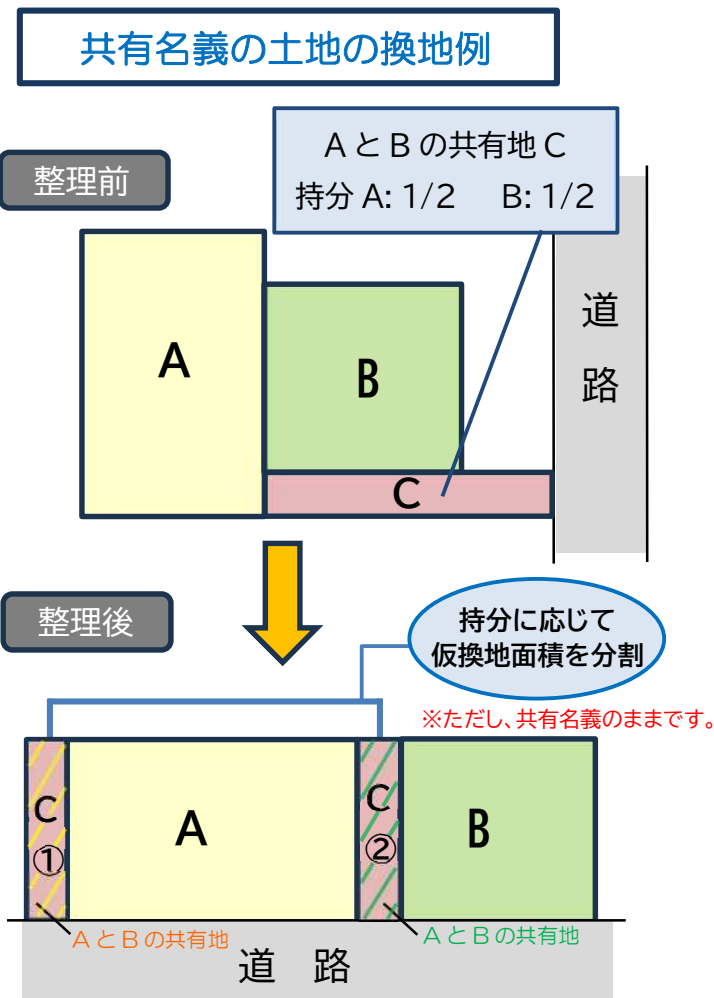 共有名義の土地の換地例
整理前
AとBの共有地C
持分 A: 1/2 B: 1/2
道
路
A
B
C
整理後
持分に応じて
仮換地面積を分割
※ただし、共有名義のままです。
C
①
A
C
②
B
AとBの共有地
AとBの共有地
道 路